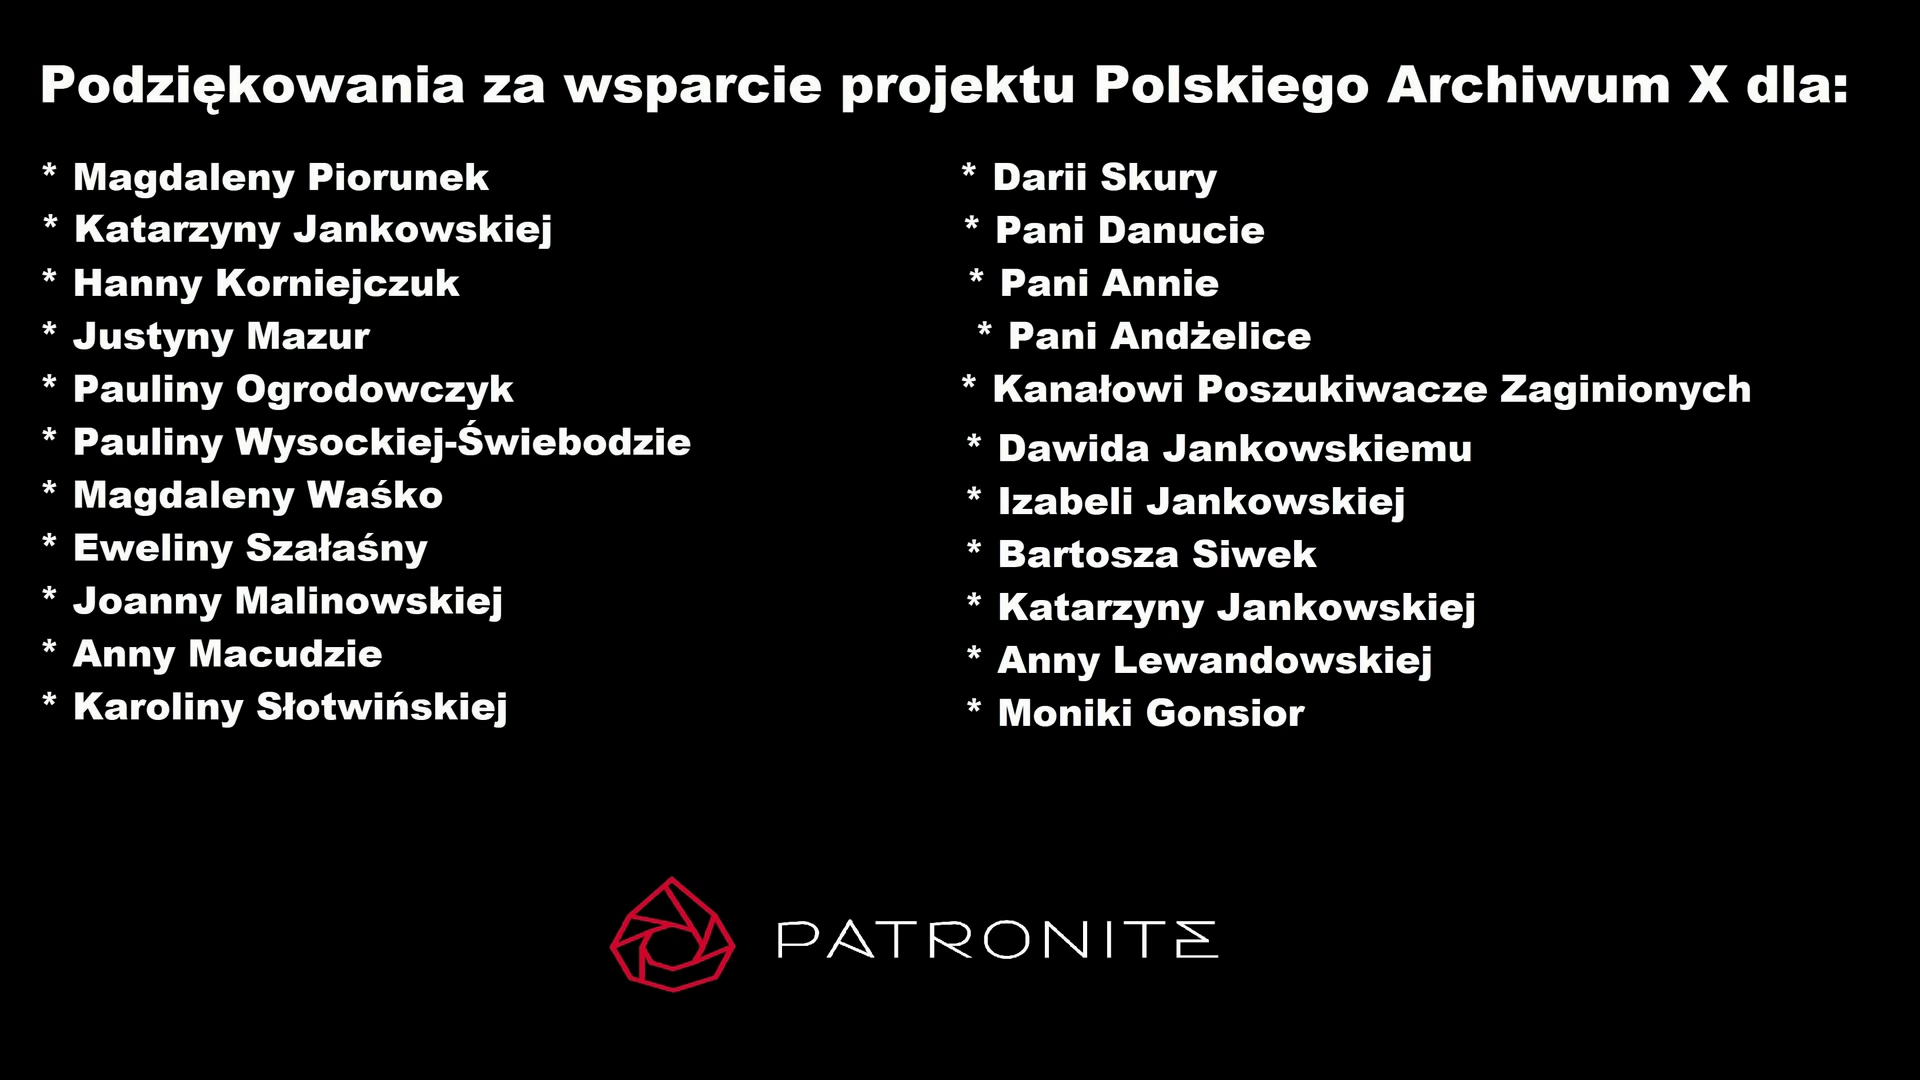 Podziękowania za wsparcie projektu Polskiego Archiwum X dla:
* Magdaleny Piorunek
* Katarzyny Jankowskiej
* Hanny Korniejczuk
* Justyny Mazur
* Pauliny Ogrodowczyk
* Pauliny Wysockiej-Świebodzie
* Magdaleny Waśko
* Eweliny Szałaśny
* Joanny Malinowskiej
* Anny Macudzie
* Karoliny Słotwińskiej
* Darii Skury
* Pani Danucie
* Pani Annie
* Pani Andżelice
* Kanałowi Poszukiwacze Zaginionych
* Dawida Jankowskiemu
* Izabeli Jankowskiej
* Bartosza Siwek
* Katarzyny Jankowskiej
* Anny Lewandowskiej
* Moniki Gonsior
PATRONITE